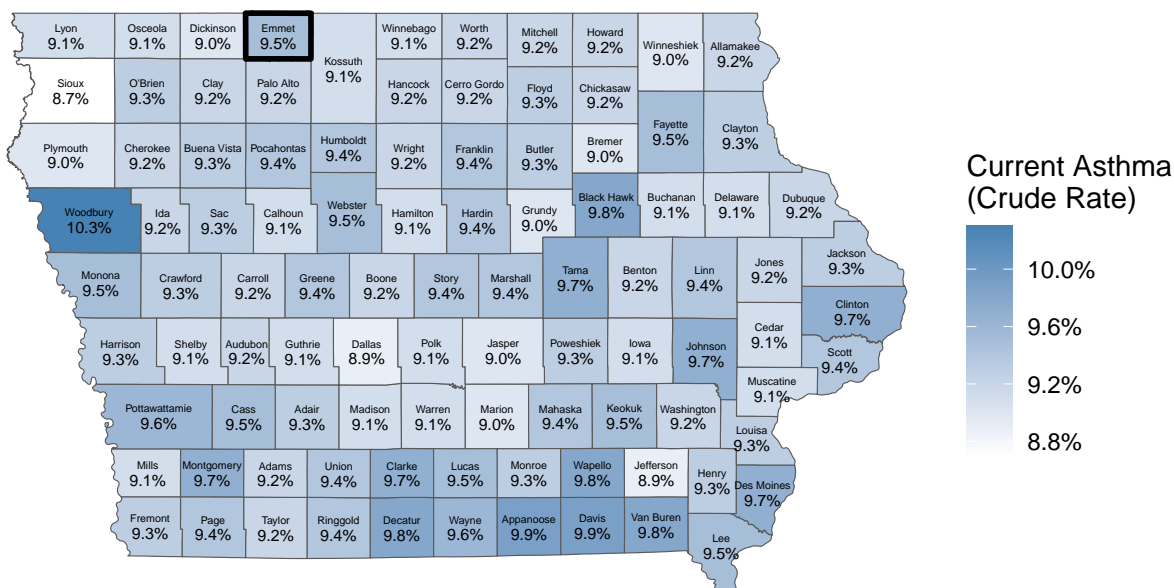 Lyon
9.1%
Osceola
9.1%
Dickinson
9.0%
Emmet
9.5%
Kossuth
9.1%
Winnebago
9.1%
Worth
9.2%
Mitchell
9.2%
Howard
9.2%
Winneshiek
9.0%
Allamakee
9.2%
Sioux
8.7%
O'Brien
9.3%
Clay
9.2%
Palo Alto
9.2%
Hancock
9.2%
Cerro Gordo
9.2%
Floyd
9.3%
Chickasaw
9.2%
Fayette
9.5%
Clayton
9.3%
Plymouth
9.0%
Cherokee
9.2%
Buena Vista
9.3%
Pocahontas
9.4%
Humboldt
9.4%
Wright
9.2%
Franklin
9.4%
Butler
9.3%
Bremer
9.0%
Woodbury
10.3%
Ida
9.2%
Sac
9.3%
Calhoun
9.1%
Webster
9.5%
Hamilton
9.1%
Hardin
9.4%
Grundy
9.0%
Black Hawk
9.8%
Buchanan
9.1%
Delaware
9.1%
Dubuque
9.2%
Monona
9.5%
Crawford
9.3%
Carroll
9.2%
Greene
9.4%
Boone
9.2%
Story
9.4%
Marshall
9.4%
Tama
9.7%
Benton
9.2%
Linn
9.4%
Jones
9.2%
Jackson
9.3%
Clinton
9.7%
Harrison
9.3%
Shelby
9.1%
Audubon
9.2%
Guthrie
9.1%
Dallas
8.9%
Polk
9.1%
Jasper
9.0%
Poweshiek
9.3%
Iowa
9.1%
Johnson
9.7%
Cedar
9.1%
Scott
9.4%
Muscatine
9.1%
Pottawattamie
9.6%
Cass
9.5%
Adair
9.3%
Madison
9.1%
Warren
9.1%
Marion
9.0%
Mahaska
9.4%
Keokuk
9.5%
Washington
9.2%
Louisa
9.3%
Mills
9.1%
Montgomery
9.7%
Adams
9.2%
Union
9.4%
Clarke
9.7%
Lucas
9.5%
Monroe
9.3%
Wapello
9.8%
Jefferson
8.9%
Henry
9.3%
Des Moines
9.7%
Fremont
9.3%
Page
9.4%
Taylor
9.2%
Ringgold
9.4%
Decatur
9.8%
Wayne
9.6%
Appanoose
9.9%
Davis
9.9%
Van Buren
9.8%
Lee
9.5%
Current Asthma
(Crude Rate)
10.0%
9.6%
9.2%
8.8%